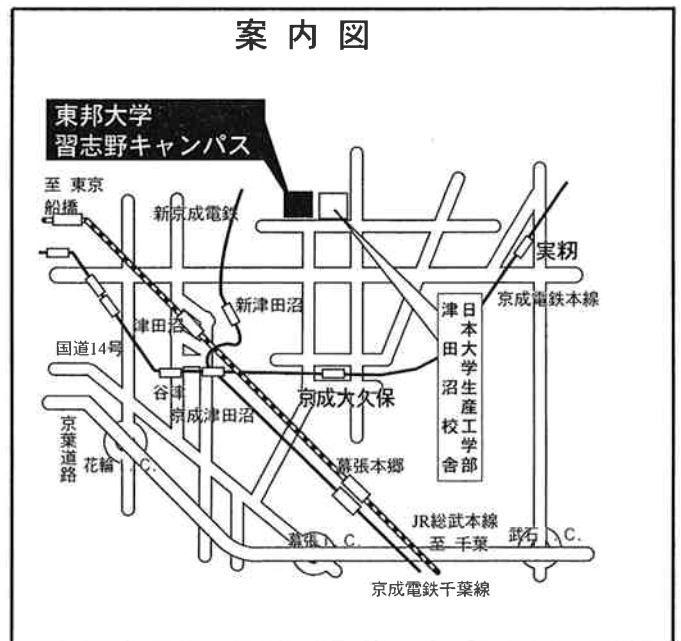 案内図
東邦大学
習志野キャンパス
至 東京
船橋
新京成電鉄
実籾
京成電鉄本線
新津田沼
津田沼
日本大学生産工学部
津田沼校舎
国道14号
谷津
京成津田沼
京成大久保
京葉道路
花輪I.C.
幕張本郷
JR総武本線
至 千葉
幕張I.C.
武石I.C.
京成電鉄千葉線